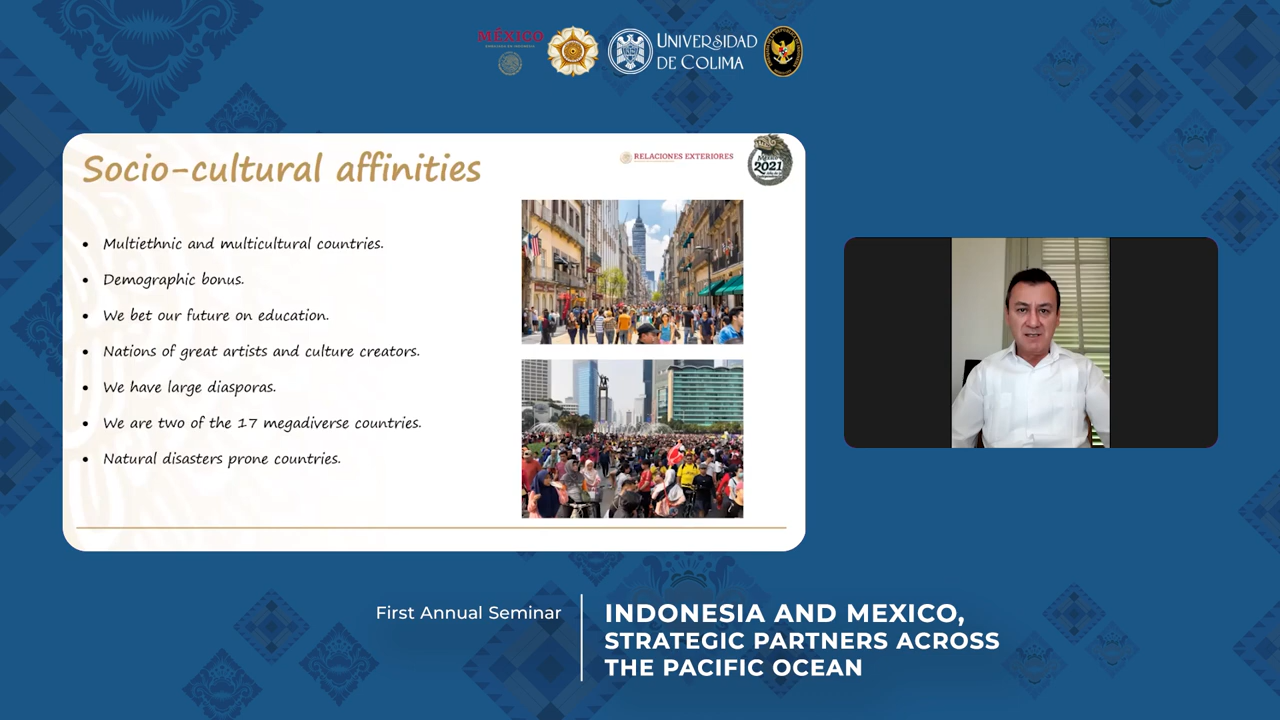 MÉXICO
UNIVERSIDAD
DE COLIMA
Socio-cultural affinities
RELACIONES EXTERIORES
México
2021
• Multiethnic and multicultural countries.
• Demographic bonus.
• We bet our future on education.
• Nations of great artists and culture creators.
• We have large diasporas.
• We are two of the 17 megadiverse countries.
• Natural disasters prone countries.
First Annual Seminar
INDONESIA AND MEXICO,
STRATEGIC PARTNERS ACROSS
THE PACIFIC OCEAN